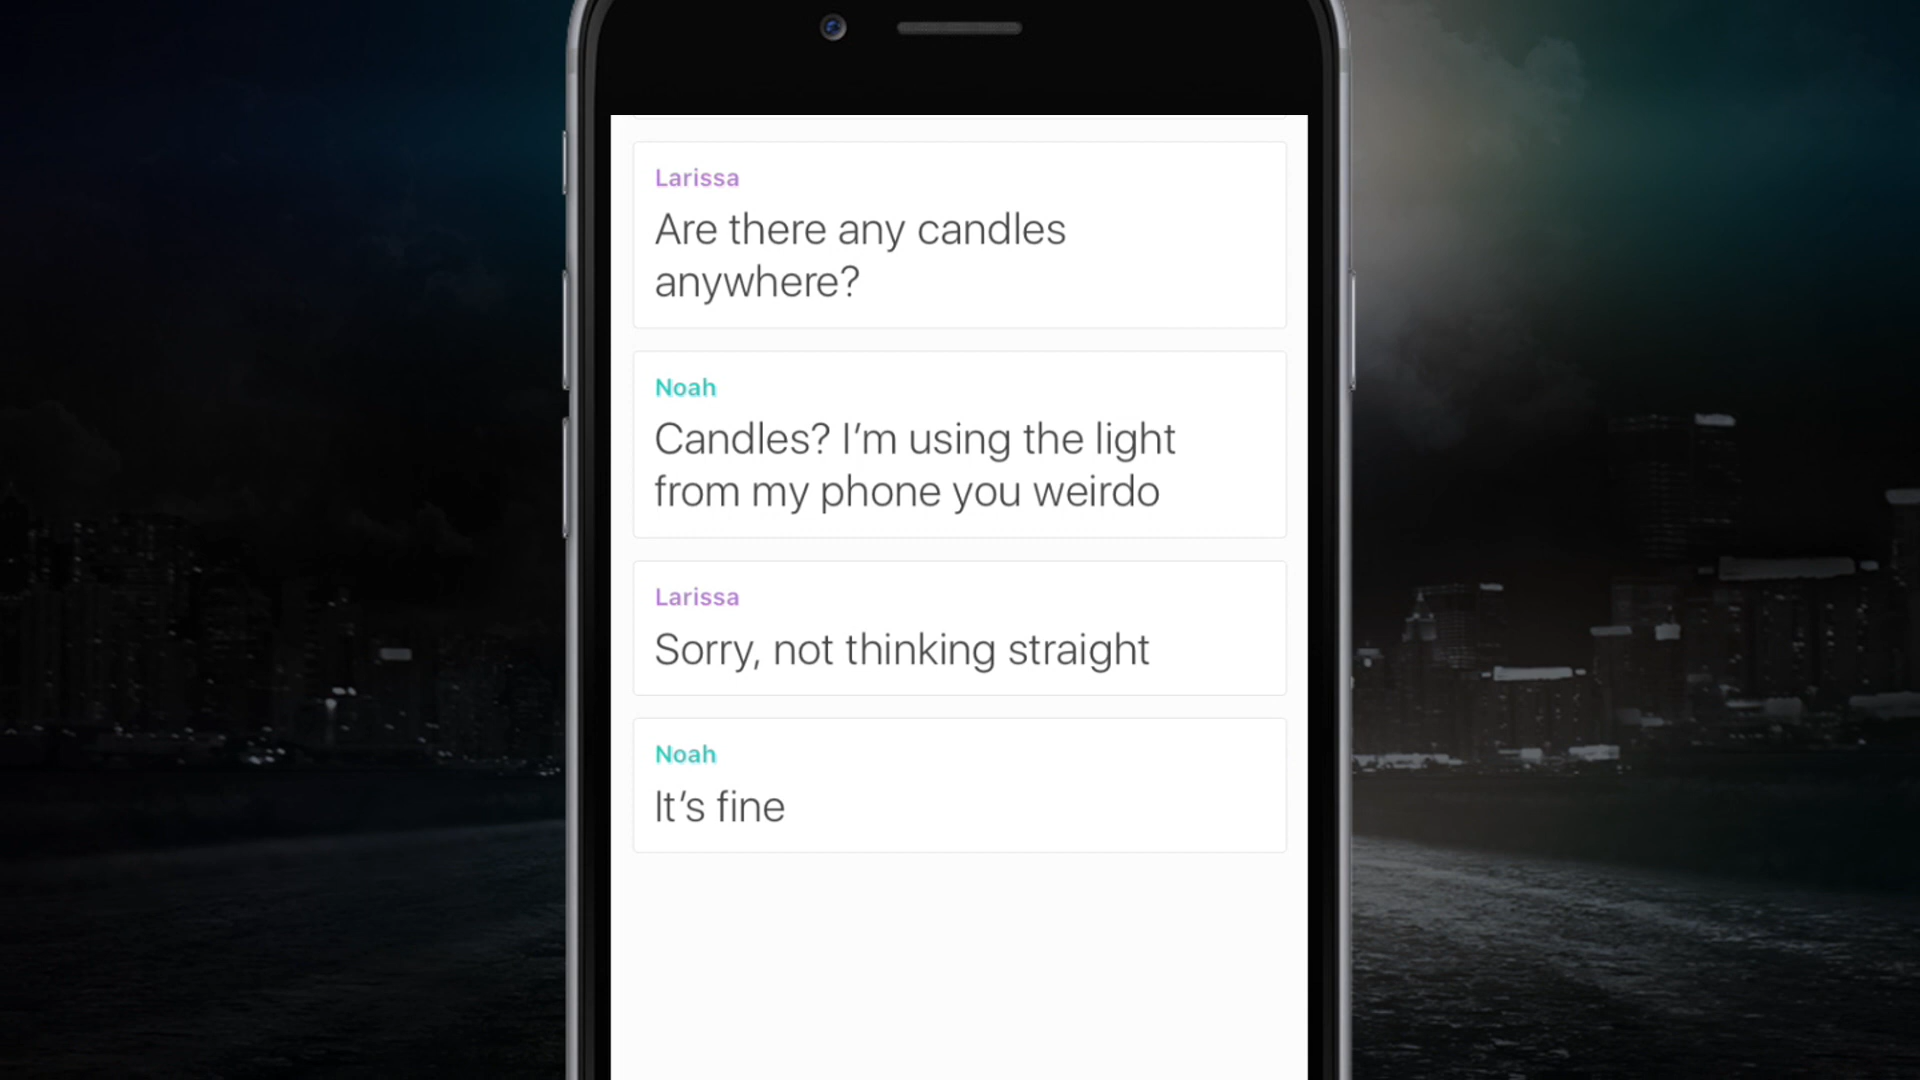 Larissa
Are there any candles
anywhere?
Noah
Candles? I’m using the light
from my phone you weirdo
Larissa
Sorry, not thinking straight
Noah
It’s fine